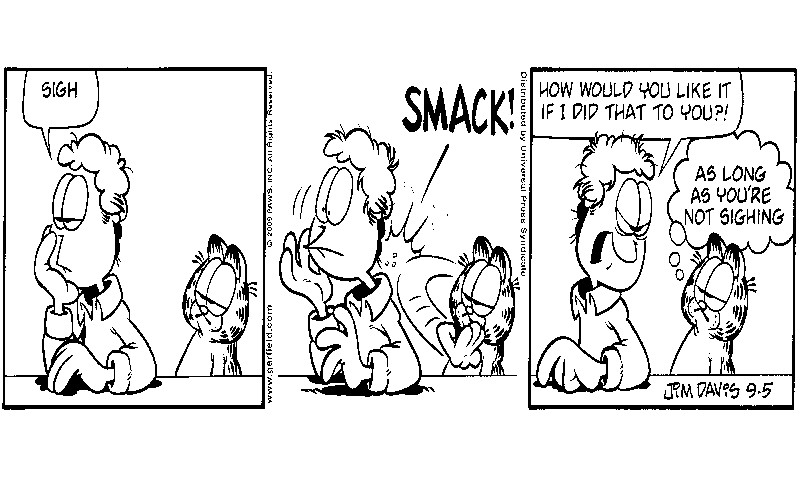 SIGH
© 2009 PAWS, INC. All Rights Reserved.
www.garfield.com
SMACK!
Distributed by Universal Press Syndicate
HOW WOULD YOU LIKE IT
IF I DID THAT TO YOU?!
AS LONG
AS YOU'RE
NOT SIGHING
JIM DAVIS 9.5